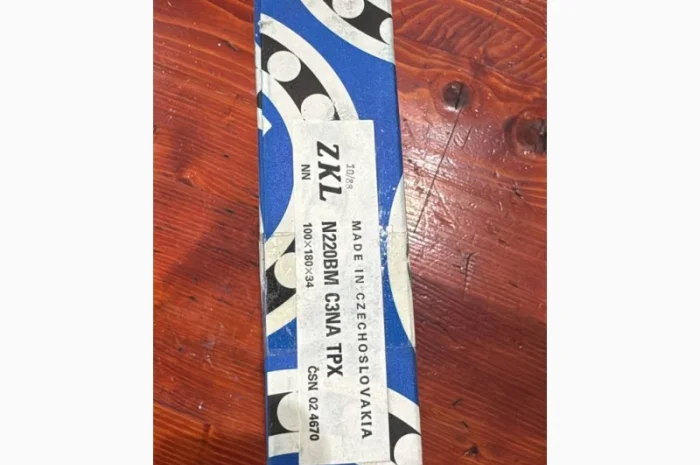 10/89
MADE IN CZECHOSLOVAKIA
ZKL N220BM C3NA TPX
NN 100×180×34 ČSN 02 4670